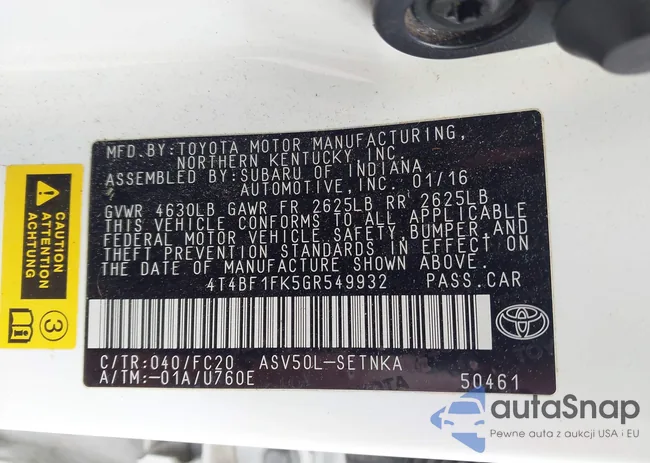 MFD.BY:TOYOTA MOTOR MANUFACTURING,
NORTHERN KENTUCKY,INC.
ASSEMBLED BY:SUBARU OF INDIANA
AUTOMOTIVE,INC. 01/16
GVWR 4630LB GAWR FR 2625LB RR 2625LB
THIS VEHICLE CONFORMS TO ALL APPLICABLE
FEDERAL MOTOR VEHICLE SAFETY,BUMPER,AND
THEFT PREVENTION STANDARDS IN EFFECT ON
THE DATE OF MANUFACTURE SHOWN ABOVE.
4T4BF1FK5GR549932 PASS.CAR
C/TR:040/FC20 ASV50L-SETNKA
A/TM:-01A/U760E
50461
TOYOTA
CAUTION
ATTENTION
CUIDADO
3
autaSnap
Pewne auta z aukcji USA i EU